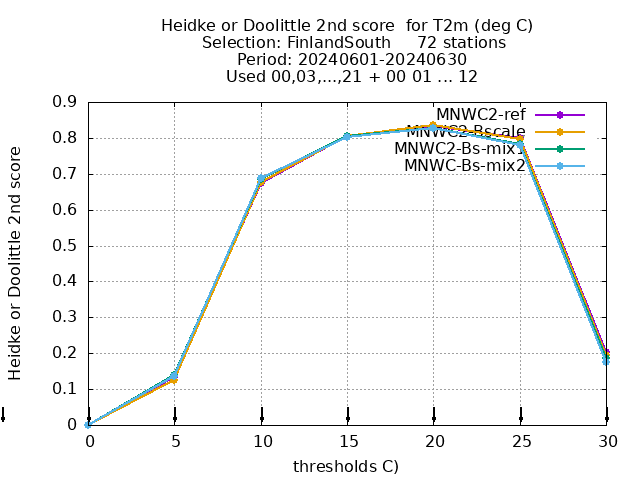 Heidke or Doolittle 2nd score  for T2m (deg C)
Selection: FinlandSouth     72 stations
Period: 20240601-20240630
Used 00,03,...,21 + 00 01 ... 12
Heidke or Doolittle 2nd score
0.9
0.8
0.7
0.6
0.5
0.4
0.3
0.2
0.1
0
MNWC2-ref
MNWC2-Bscale
MNWC2-Bs-mix1
MNWC-Bs-mix2
0 5 10 15 20 25 30
thresholds C)